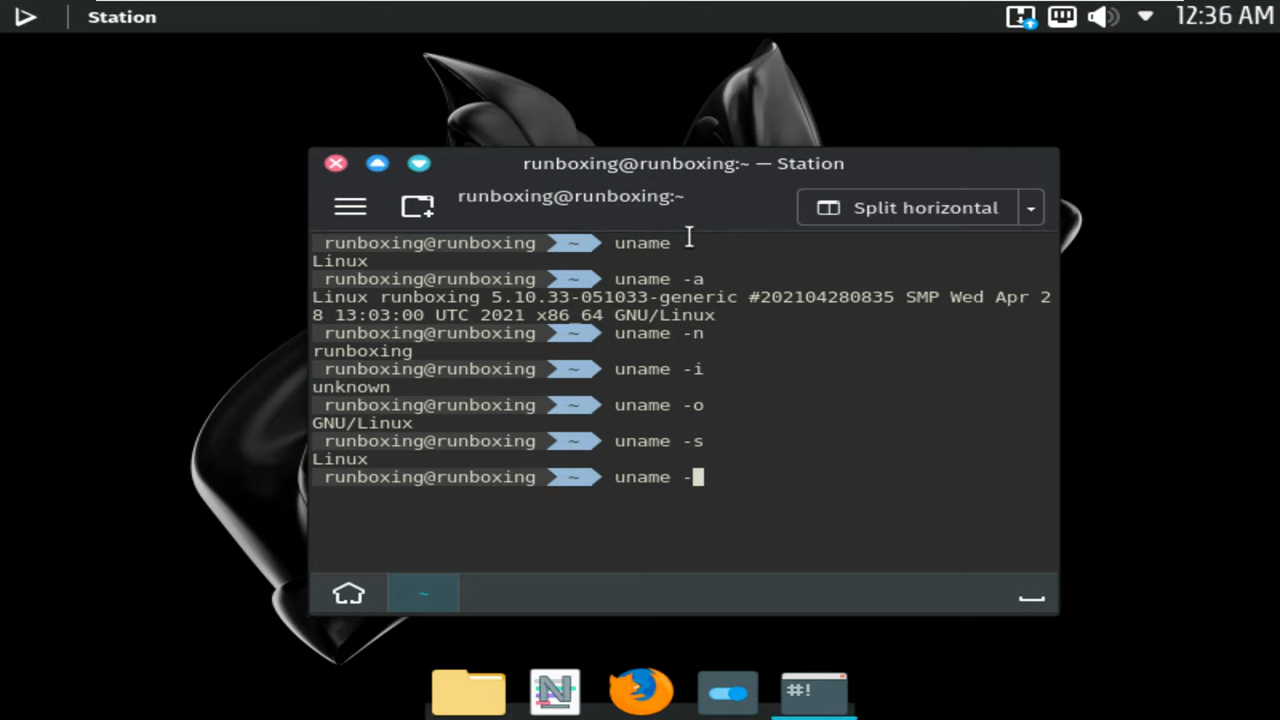 Station
12:36 AM
runboxing@runboxing:~ — Station
runboxing@runboxing:~
Split horizontal
runboxing@runboxing ~ uname
Linux
runboxing@runboxing ~ uname -a
Linux runboxing 5.10.33-051033-generic #202104280835 SMP Wed Apr 2
8 13:03:00 UTC 2021 x86_64 GNU/Linux
runboxing@runboxing ~ uname -n
runboxing
runboxing@runboxing ~ uname -i
unknown
runboxing@runboxing ~ uname -o
GNU/Linux
runboxing@runboxing ~ uname -s
Linux
runboxing@runboxing ~ uname -
~
#!